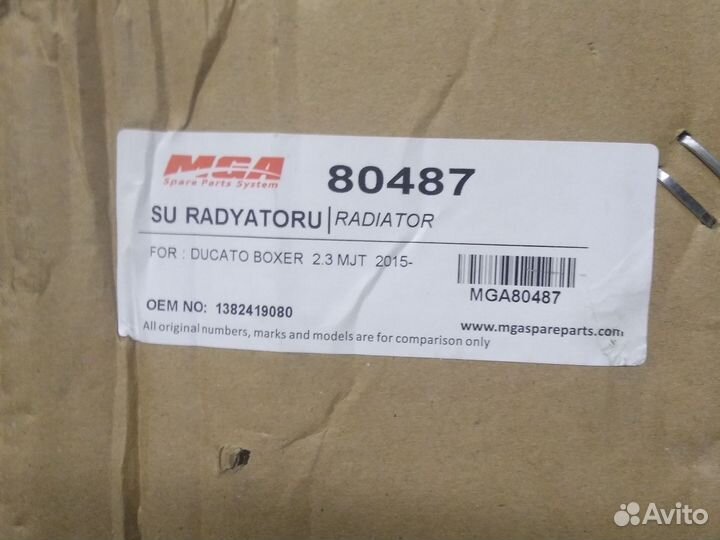 MGA
Spare Parts System
80487
SU RADYATORU | RADIATOR
FOR : DUCATO BOXER 2.3 MJT 2015-
MGA80487
OEM NO: 1382419080
www.mgaspareparts.com
All original numbers, marks and models are for comparison only
Avito